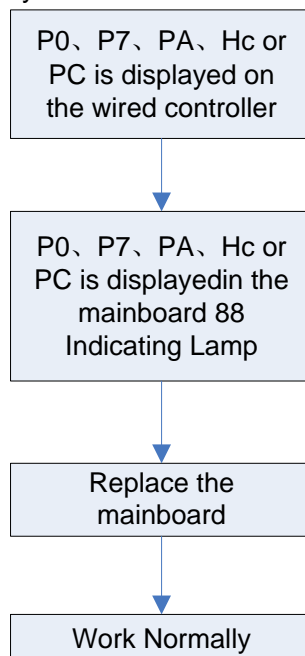 P0、P7、PA、Hc or
PC is displayed on
the wired controller
P0、P7、PA、Hc or
PC is displayedin the
mainboard 88
Indicating Lamp
Replace the
mainboard
Work Normally